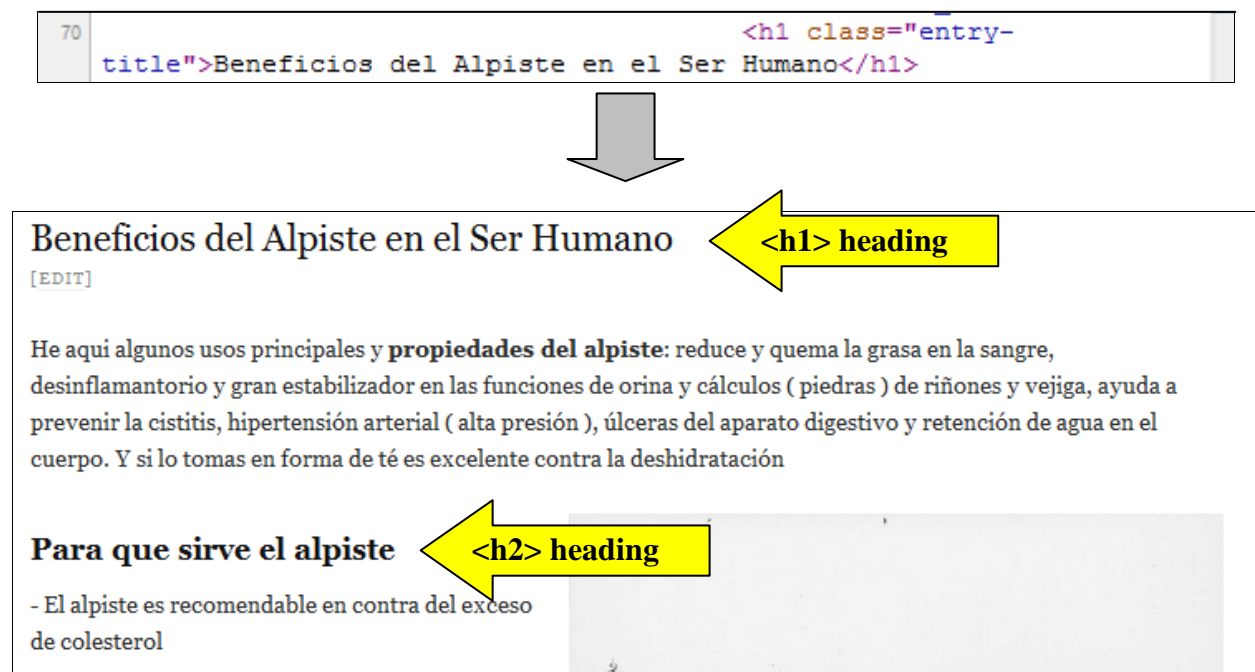 70 <h1 class="entry-
title">Beneficios del Alpiste en el Ser Humano</h1>
Beneficios del Alpiste en el Ser Humano
<h1> heading
[EDIT]
He aqui algunos usos principales y propiedades del alpiste: reduce y quema la grasa en la sangre,
desinflamantorio y gran estabilizador en las funciones de orina y cálculos ( piedras ) de riñones y vejiga, ayuda a
prevenir la cistitis, hipertensión arterial ( alta presión ), úlceras del aparato digestivo y retención de agua en el
cuerpo. Y si lo tomas en forma de té es excelente contra la deshidratación
Para que sirve el alpiste
<h2> heading
- El alpiste es recomendable en contra del exceso
de colesterol